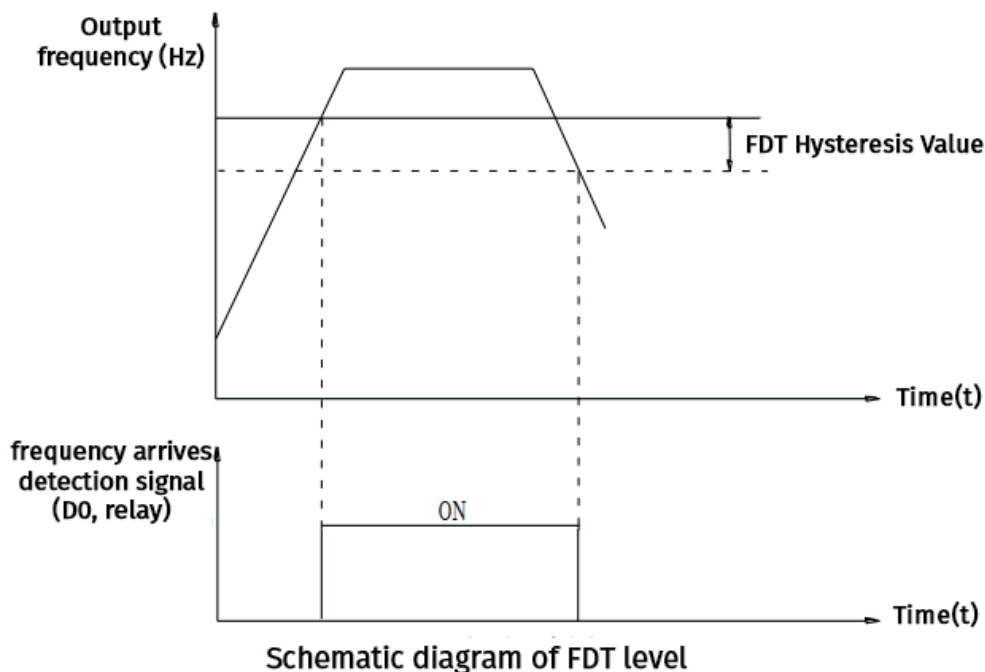 Output
frequency (Hz)
FDT Hysteresis Value
Time(t)
frequency arrives
detection signal
(DO, relay)
ON
Time(t)
Schematic diagram of FDT level